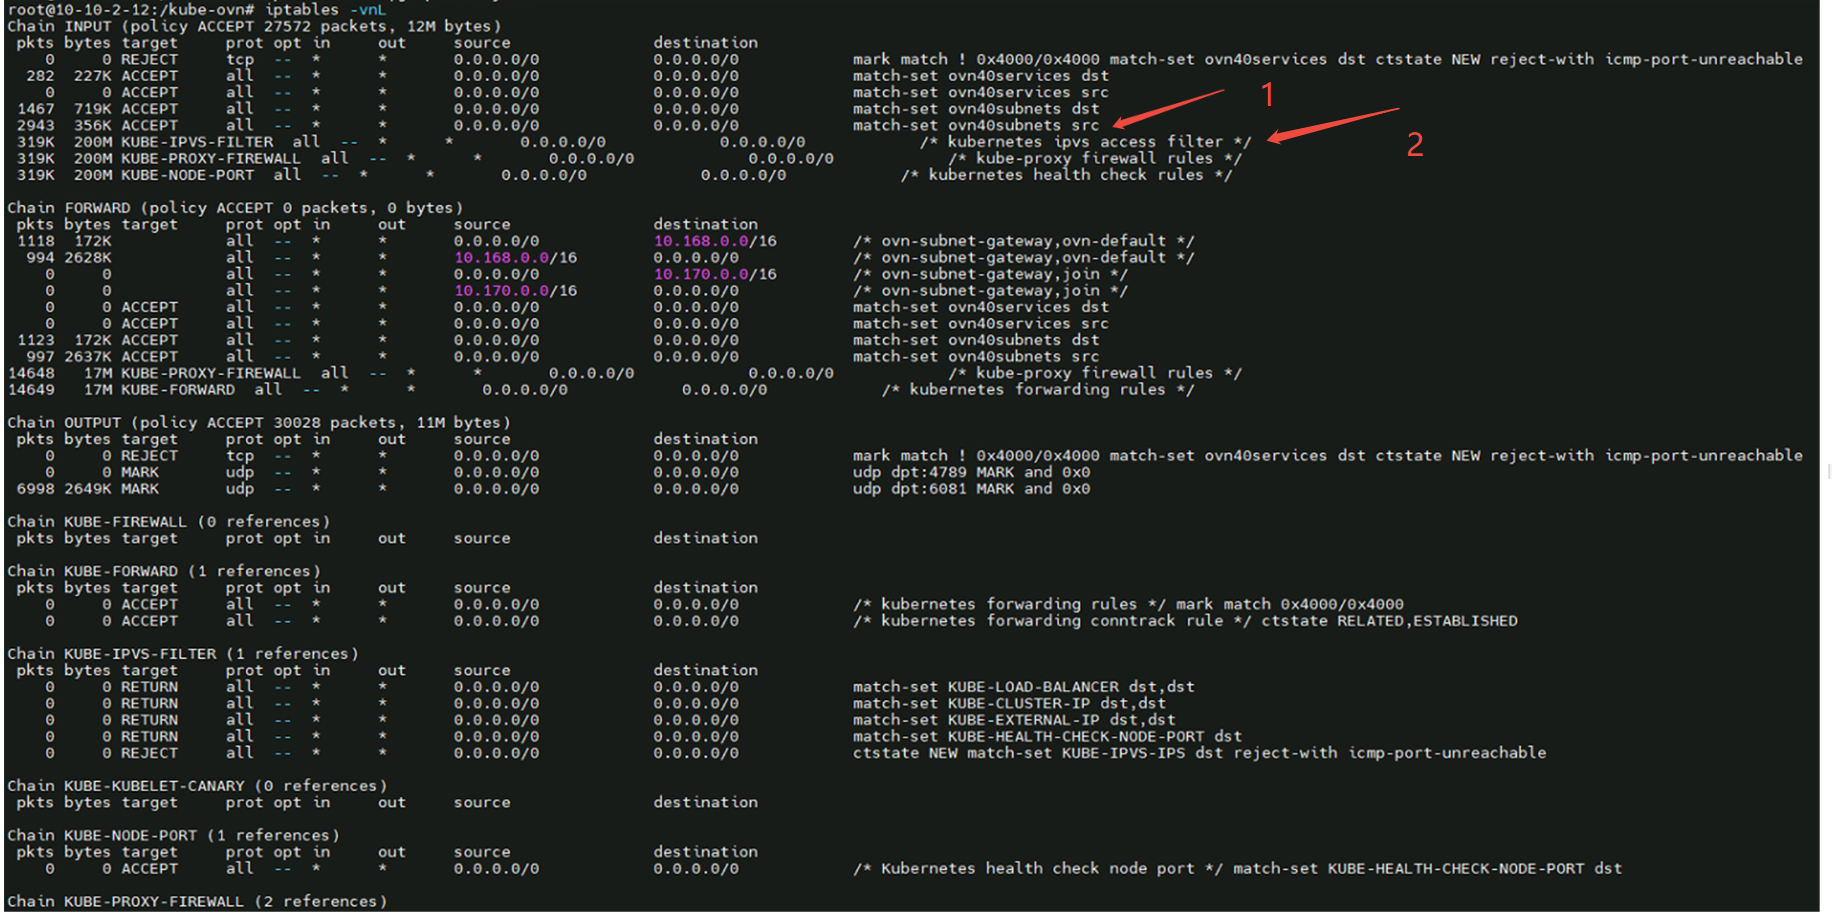 root@10-10-2-12:/kube-ovn# iptables -vnL
Chain INPUT (policy ACCEPT 27572 packets, 12M bytes)
pkts bytes target prot opt in out source destination
0 0 REJECT tcp -- * * 0.0.0.0/0 0.0.0.0/0 mark match ! 0x4000/0x4000 match-set ovn40services dst ctstate NEW reject-with icmp-port-unreachable
282 227K ACCEPT all -- * * 0.0.0.0/0 0.0.0.0/0 match-set ovn40services dst
0 0 ACCEPT all -- * * 0.0.0.0/0 0.0.0.0/0 match-set ovn40services src
1467 719K ACCEPT all -- * * 0.0.0.0/0 0.0.0.0/0 match-set ovn40subnets dst
2943 356K ACCEPT all -- * * 0.0.0.0/0 0.0.0.0/0 match-set ovn40subnets src
1
319K 200M KUBE-IPVS-FILTER all -- * * 0.0.0.0/0 0.0.0.0/0 /* kubernetes ipvs access filter */
2
319K 200M KUBE-PROXY-FIREWALL all -- * * 0.0.0.0/0 0.0.0.0/0 /* kube-proxy firewall rules */
319K 200M KUBE-NODE-PORT all -- * * 0.0.0.0/0 0.0.0.0/0 /* kubernetes health check rules */
Chain FORWARD (policy ACCEPT 0 packets, 0 bytes)
pkts bytes target prot opt in out source destination
1118 172K all -- * * 0.0.0.0/0 10.168.0.0/16 /* ovn-subnet-gateway,ovn-default */
994 2628K all -- * * 10.168.0.0/16 0.0.0.0/0 /* ovn-subnet-gateway,ovn-default */
0 0 all -- * * 0.0.0.0/0 10.170.0.0/16 /* ovn-subnet-gateway,join */
0 0 all -- * * 10.170.0.0/16 0.0.0.0/0 /* ovn-subnet-gateway,join */
0 0 ACCEPT all -- * * 0.0.0.0/0 0.0.0.0/0 match-set ovn40services dst
0 0 ACCEPT all -- * * 0.0.0.0/0 0.0.0.0/0 match-set ovn40services src
1123 172K ACCEPT all -- * * 0.0.0.0/0 0.0.0.0/0 match-set ovn40subnets dst
997 2637K ACCEPT all -- * * 0.0.0.0/0 0.0.0.0/0 match-set ovn40subnets src
14648 17M KUBE-PROXY-FIREWALL all -- * * 0.0.0.0/0 0.0.0.0/0 /* kube-proxy firewall rules */
14649 17M KUBE-FORWARD all -- * * 0.0.0.0/0 0.0.0.0/0 /* kubernetes forwarding rules */
Chain OUTPUT (policy ACCEPT 30028 packets, 11M bytes)
pkts bytes target prot opt in out source destination
0 0 REJECT tcp -- * * 0.0.0.0/0 0.0.0.0/0 mark match ! 0x4000/0x4000 match-set ovn40services dst ctstate NEW reject-with icmp-port-unreachable
0 0 MARK udp -- * * 0.0.0.0/0 0.0.0.0/0 udp dpt:4789 MARK and 0x0
6998 2649K MARK udp -- * * 0.0.0.0/0 0.0.0.0/0 udp dpt:6081 MARK and 0x0
Chain KUBE-FIREWALL (0 references)
pkts bytes target prot opt in out source destination
Chain KUBE-FORWARD (1 references)
pkts bytes target prot opt in out source destination
0 0 ACCEPT all -- * * 0.0.0.0/0 0.0.0.0/0 /* kubernetes forwarding rules */ mark match 0x4000/0x4000
0 0 ACCEPT all -- * * 0.0.0.0/0 0.0.0.0/0 /* kubernetes forwarding conntrack rule */ ctstate RELATED,ESTABLISHED
Chain KUBE-IPVS-FILTER (1 references)
pkts bytes target prot opt in out source destination
0 0 RETURN all -- * * 0.0.0.0/0 0.0.0.0/0 match-set KUBE-LOAD-BALANCER dst,dst
0 0 RETURN all -- * * 0.0.0.0/0 0.0.0.0/0 match-set KUBE-CLUSTER-IP dst,dst
0 0 RETURN all -- * * 0.0.0.0/0 0.0.0.0/0 match-set KUBE-EXTERNAL-IP dst,dst
0 0 RETURN all -- * * 0.0.0.0/0 0.0.0.0/0 match-set KUBE-HEALTH-CHECK-NODE-PORT dst
0 0 REJECT all -- * * 0.0.0.0/0 0.0.0.0/0 ctstate NEW match-set KUBE-IPVS-IPS dst reject-with icmp-port-unreachable
Chain KUBE-KUBELET-CANARY (0 references)
pkts bytes target prot opt in out source destination
Chain KUBE-NODE-PORT (1 references)
pkts bytes target prot opt in out source destination
0 0 ACCEPT all -- * * 0.0.0.0/0 0.0.0.0/0 /* Kubernetes health check node port */ match-set KUBE-HEALTH-CHECK-NODE-PORT dst
Chain KUBE-PROXY-FIREWALL (2 references)